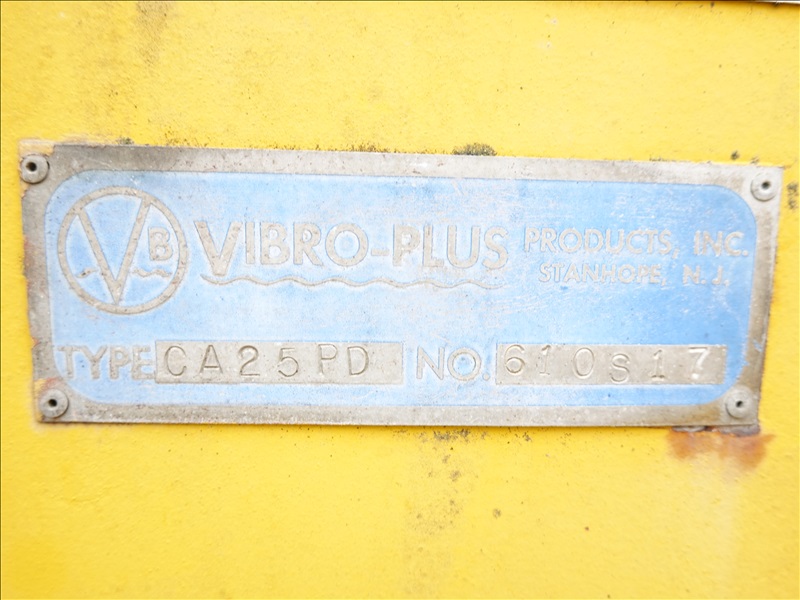 VB VIBRO-PLUS PRODUCTS, INC.
STANHOPE, N.J.
TYPE CA25PD NO. 610S17